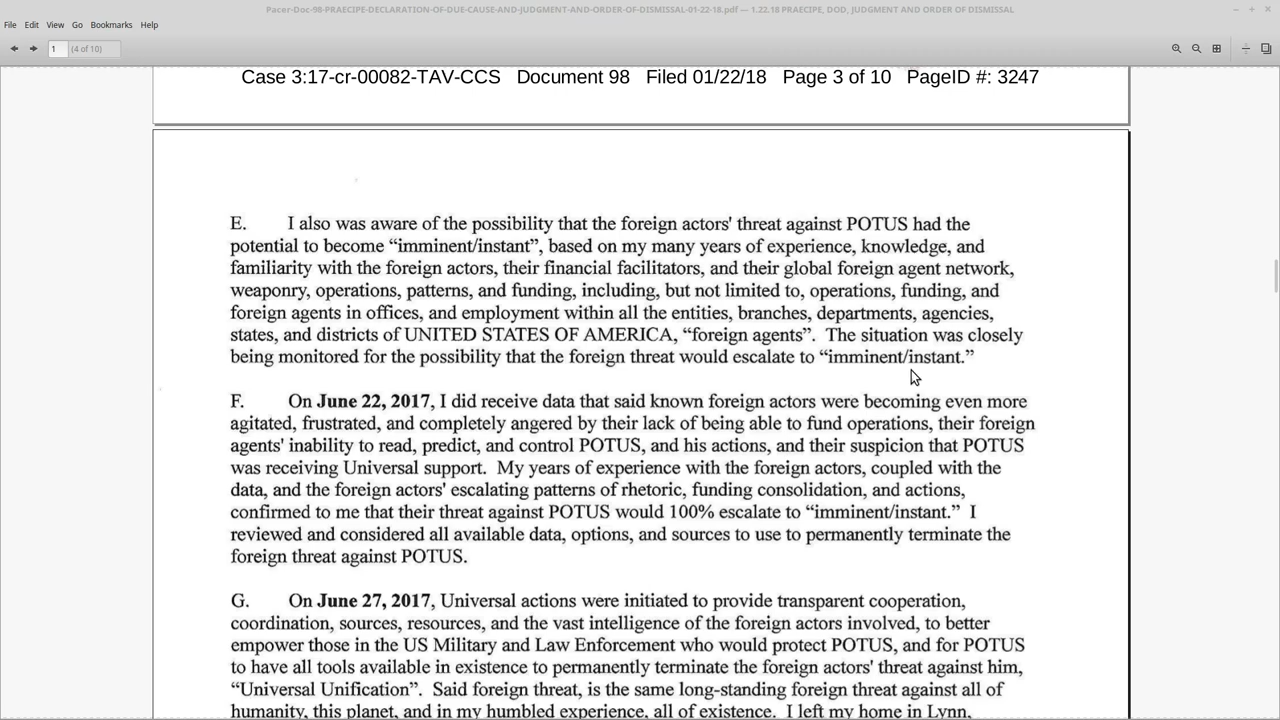 Pacer-Doc-98-PRAECIPE-DECLARATION-OF-DUE-CAUSE-AND-JUDGMENT-AND-ORDER-OF-DISMISSAL-01-22-18.pdf — 1.22.18 PRAECIPE, DOD, JUDGMENT AND ORDER OF DISMISSAL
File Edit View Go Bookmarks Help
1 (4 of 10)
Case 3:17-cr-00082-TAV-CCS Document 98 Filed 01/22/18 Page 3 of 10 PageID #: 3247
E. I also was aware of the possibility that the foreign actors' threat against POTUS had the
potential to become “imminent/instant”, based on my many years of experience, knowledge, and
familiarity with the foreign actors, their financial facilitators, and their global foreign agent network,
weaponry, operations, patterns, and funding, including, but not limited to, operations, funding, and
foreign agents in offices, and employment within all the entities, branches, departments, agencies,
states, and districts of UNITED STATES OF AMERICA, “foreign agents”. The situation was closely
being monitored for the possibility that the foreign threat would escalate to “imminent/instant.”
F. On June 22, 2017, I did receive data that said known foreign actors were becoming even more
agitated, frustrated, and completely angered by their lack of being able to fund operations, their foreign
agents' inability to read, predict, and control POTUS, and his actions, and their suspicion that POTUS
was receiving Universal support. My years of experience with the foreign actors, coupled with the
data, and the foreign actors' escalating patterns of rhetoric, funding consolidation, and actions,
confirmed to me that their threat against POTUS would 100% escalate to “imminent/instant.” I
reviewed and considered all available data, options, and sources to use to permanently terminate the
foreign threat against POTUS.
G. On June 27, 2017, Universal actions were initiated to provide transparent cooperation,
coordination, sources, resources, and the vast intelligence of the foreign actors involved, to better
empower those in the US Military and Law Enforcement who would protect POTUS, and for POTUS
to have all tools available in existence to permanently terminate the foreign actors' threat against him,
“Universal Unification”. Said foreign threat, is the same long-standing foreign threat against all of
humanity, this planet, and in my humbled experience, all of existence. I left my home in Lynn,